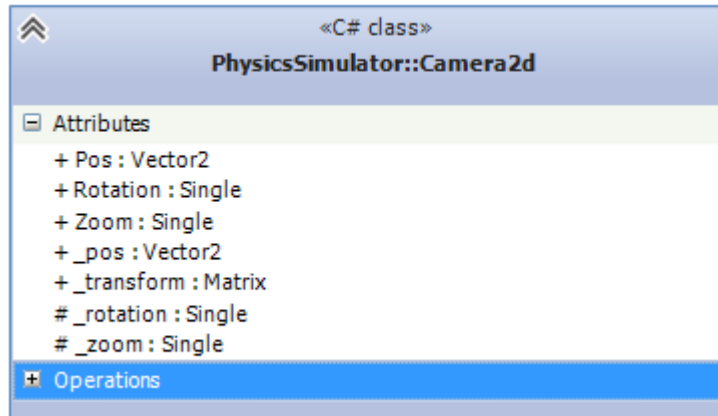 «C# class»
PhysicsSimulator::Camera2d
Attributes
+ Pos : Vector2
+ Rotation : Single
+ Zoom : Single
+ _pos : Vector2
+ _transform : Matrix
# _rotation : Single
# _zoom : Single
Operations